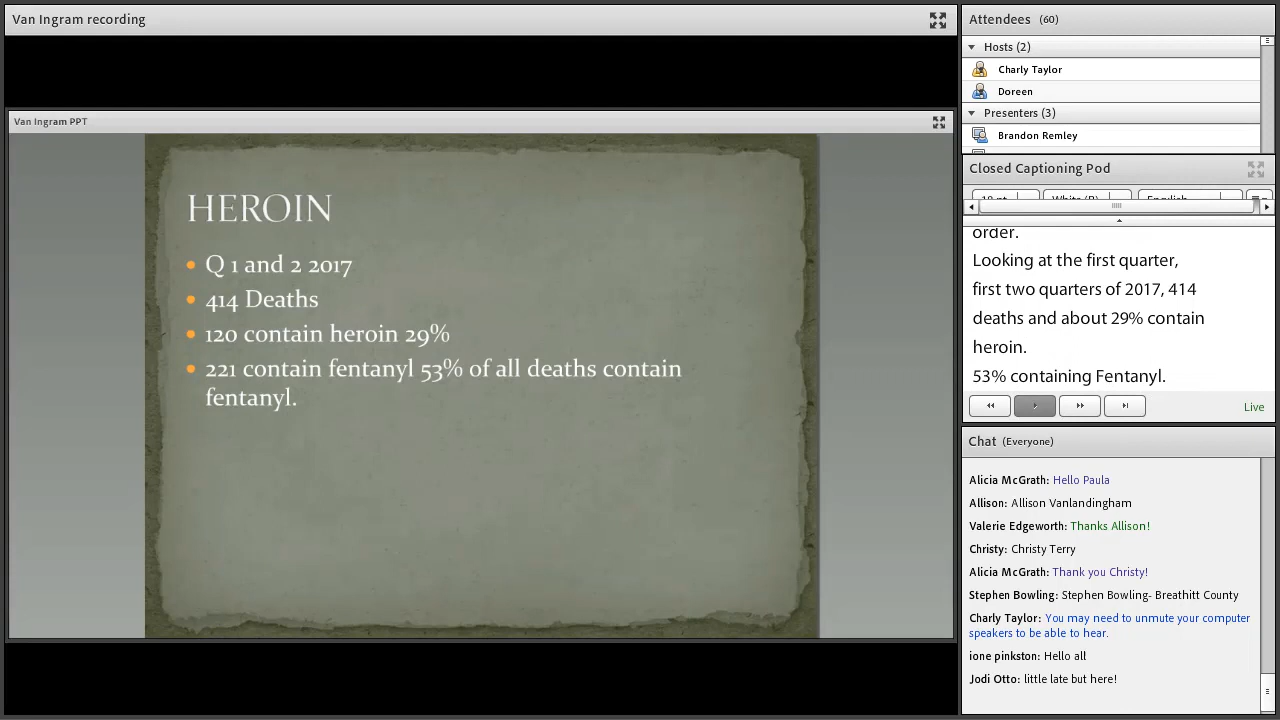 Van Ingram recording
Van Ingram PPT
HEROIN
Q 1 and 2 2017
414 Deaths
120 contain heroin 29%
221 contain fentanyl 53% of all deaths contain
fentanyl.
Attendees (60)
Hosts (2)
Charly Taylor
Doreen
Presenters (3)
Brandon Remley
Closed Captioning Pod
English
order.
Looking at the first quarter,
first two quarters of 2017, 414
deaths and about 29% contain
heroin.
53% containing Fentanyl.
Live
Chat (Everyone)
Alicia McGrath: Hello Paula
Allison: Allison Vanlandingham
Valerie Edgeworth: Thanks Allison!
Christy: Christy Terry
Alicia McGrath: Thank you Christy!
Stephen Bowling: Stephen Bowling- Breathitt County
Charly Taylor: You may need to unmute your computer
speakers to be able to hear.
ione pinkston: Hello all
Jodi Otto: little late but here!